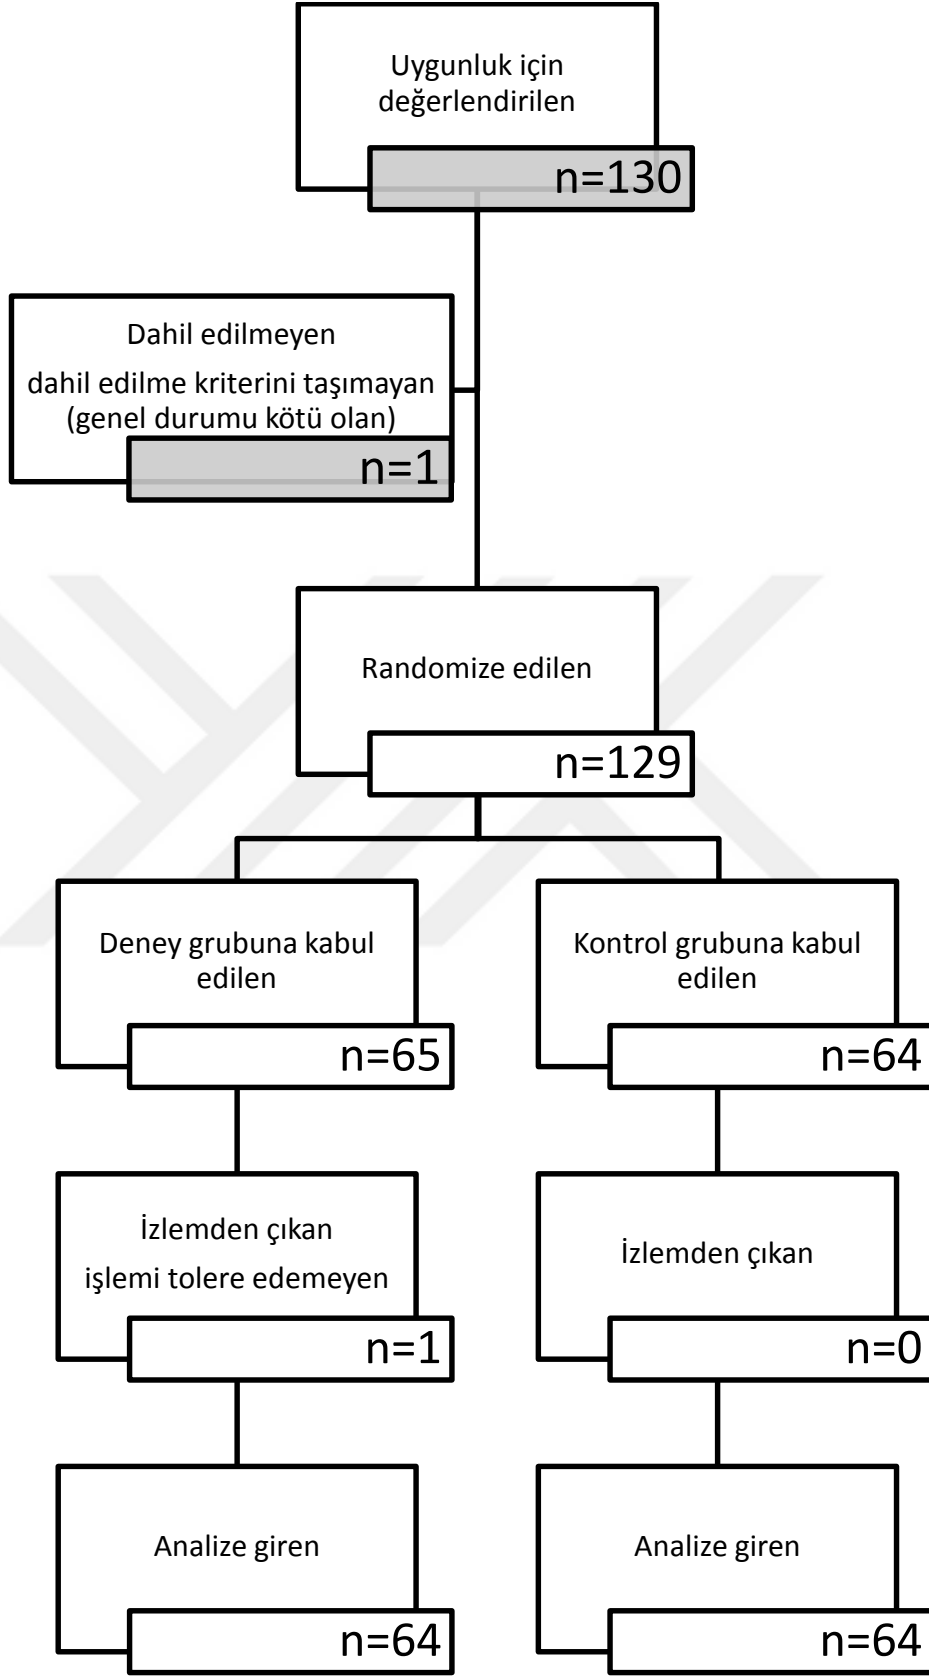 Uygunluk için
değerlendirilen
n=130
Dahil edilmeyen
dahil edilme kriterini taşımayan
(genel durumu kötü olan)
n=1
Randomize edilen
n=129
Deney grubuna kabul
edilen
n=65
Kontrol grubuna kabul
edilen
n=64
İzlemden çıkan
işlemi tolere edemeyen
n=1
İzlemden çıkan
n=0
Analize giren
n=64
Analize giren
n=64